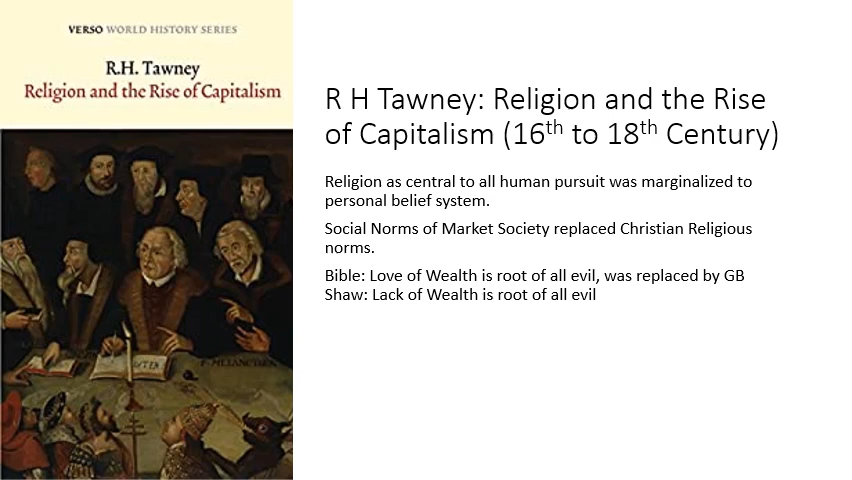 VERSO WORLD HISTORY SERIES
R.H. Tawney
Religion and the Rise of Capitalism
P·MELANCTHON
R H Tawney: Religion and the Rise
of Capitalism (16th to 18th Century)
Religion as central to all human pursuit was marginalized to
personal belief system.
Social Norms of Market Society replaced Christian Religious
norms.
Bible: Love of Wealth is root of all evil, was replaced by GB
Shaw: Lack of Wealth is root of all evil